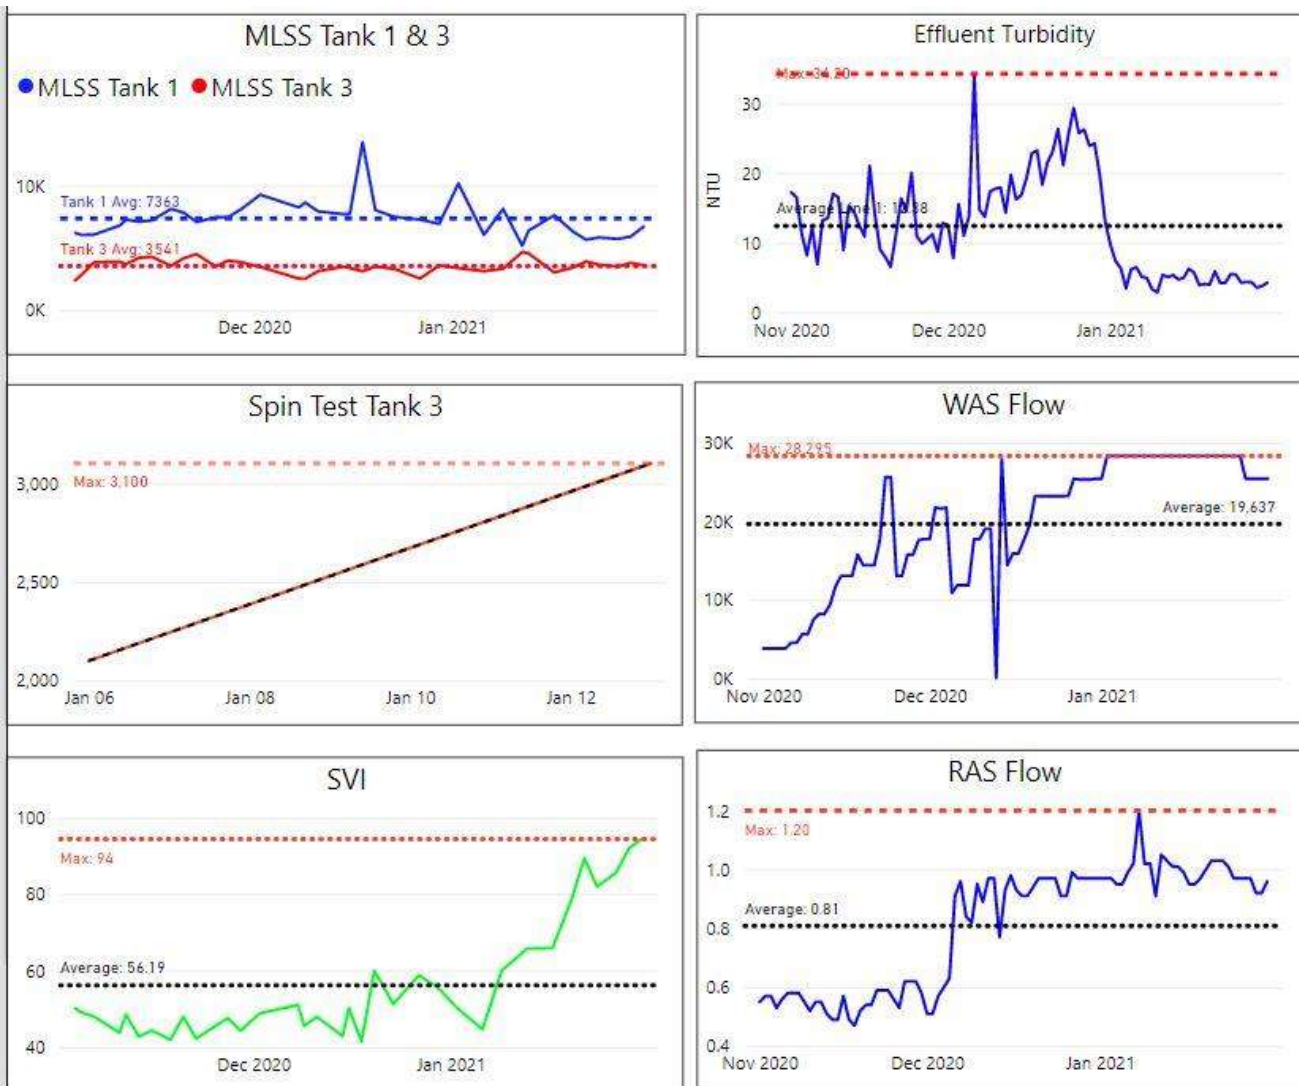 MLSS Tank 1 & 3
MLSS Tank 1 MLSS Tank 3
10K
Tank 1 Avg: 7363
Tank 3 Avg: 3541
0K
Dec 2020 Jan 2021
Effluent Turbidity
Max: 34.20
30
20
NTU
Average Line 1:
10
0
Nov 2020 Dec 2020 Jan 2021
Spin Test Tank 3
Max: 3,100
3,000
2,500
2,000
Jan 06 Jan 08 Jan 10 Jan 12
WAS Flow
30K
Max: 28,295
Average: 19,637
20K
10K
0K
Nov 2020 Dec 2020 Jan 2021
SVI
100
Max: 94
80
Average: 56.19
60
40
Dec 2020 Jan 2021
RAS Flow
1.2
Max: 1.20
1.0
Average: 0.81
0.8
0.6
0.4
Nov 2020 Dec 2020 Jan 2021